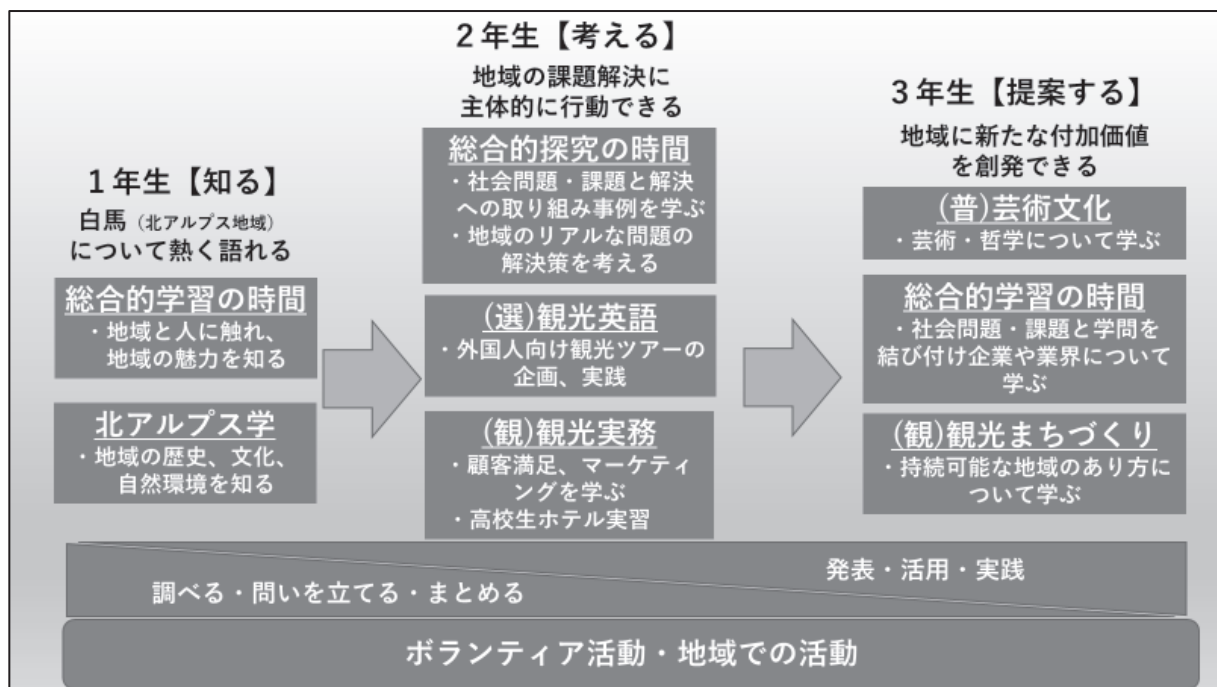 1年生【知る】
白馬（北アルプス地域）
について熱く語れる
総合的学習の時間
・地域と人に触れ、
地域の魅力を知る
北アルプス学
・地域の歴史、文化、
自然環境を知る
2年生【考える】
地域の課題解決に
主体的に行動できる
総合的探究の時間
・社会問題・課題と解決
への取り組み事例を学ぶ
・地域のリアルな問題の
解決策を考える
(選)観光英語
・外国人向け観光ツアーの
企画、実践
(観)観光実務
・顧客満足、マーケティ
ングを学ぶ
・高校生ホテル実習
3年生【提案する】
地域に新たな付加価値
を創発できる
(普)芸術文化
・芸術・哲学について学ぶ
総合的学習の時間
・社会問題・課題と学問を
結び付け企業や業界について
学ぶ
(観)観光まちづくり
・持続可能な地域のあり方に
ついて学ぶ
調べる・問いを立てる・まとめる
発表・活用・実践
ボランティア活動・地域での活動